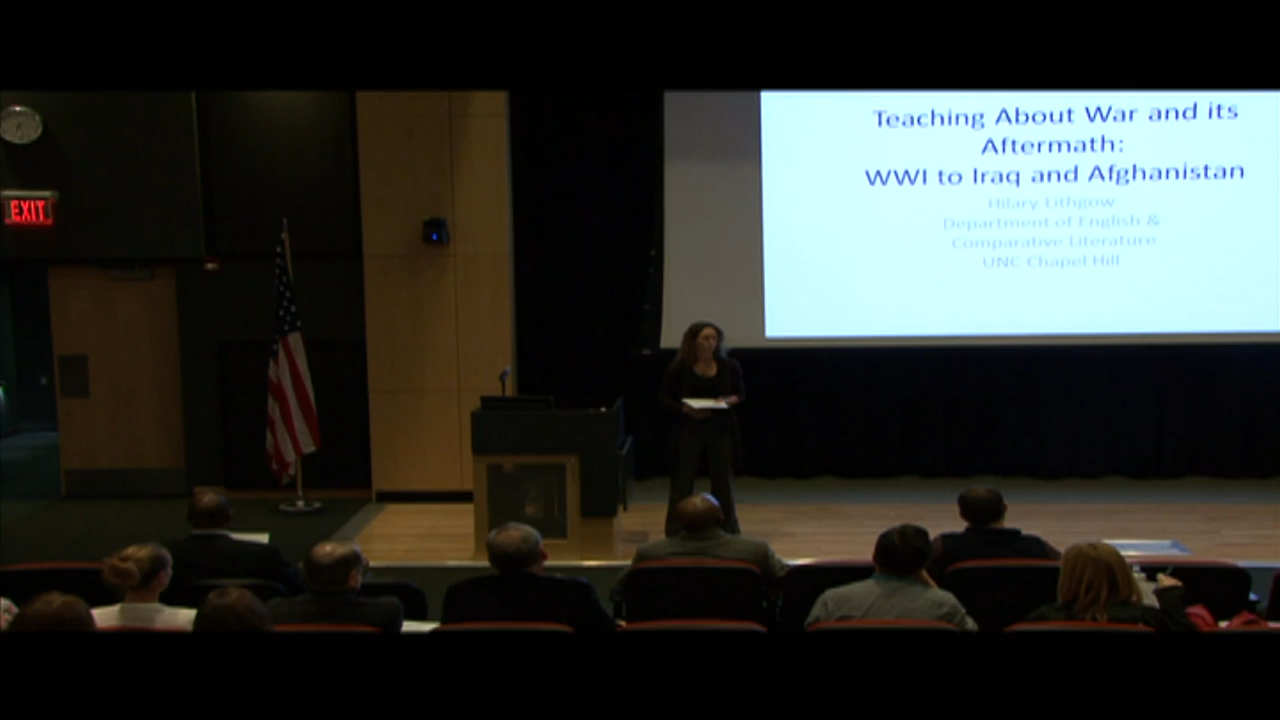 Teaching About War and its
Aftermath:
WWI to Iraq and Afghanistan
Hilary Lithgow
Department of English &
Comparative Literature
UNC Chapel Hill
EXIT